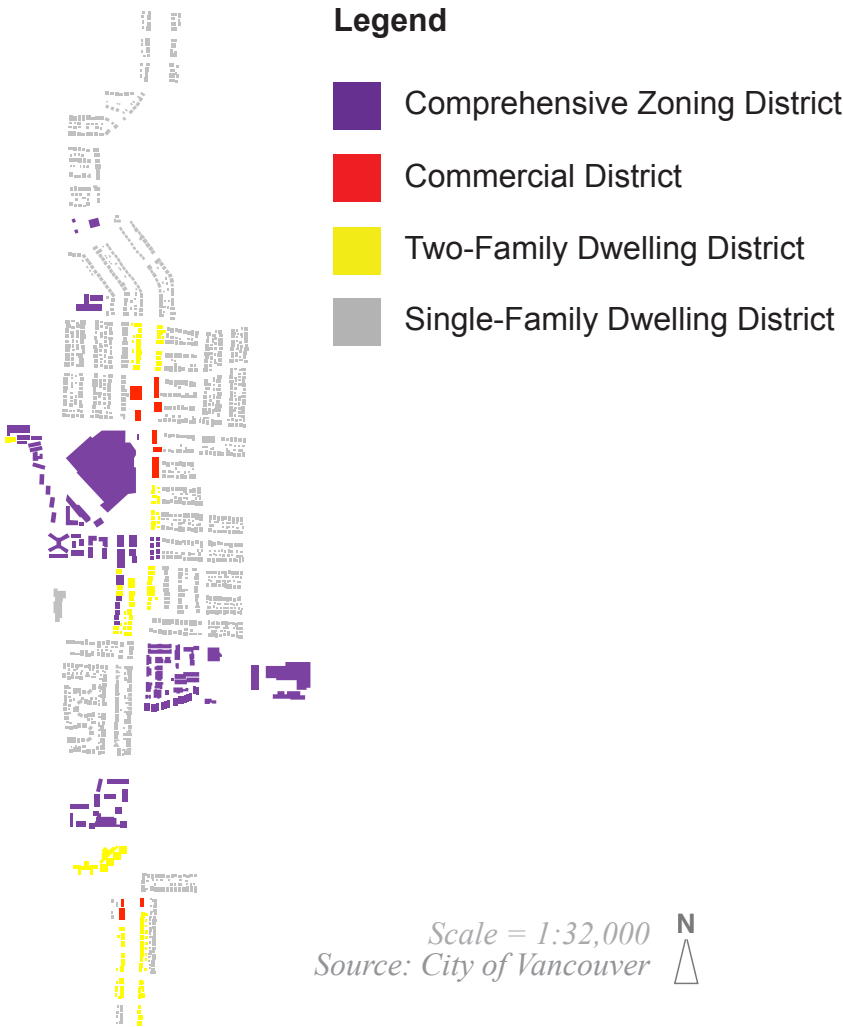 Legend
Comprehensive Zoning District
Commercial District
Two-Family Dwelling District
Single-Family Dwelling District
Scale = 1:32,000
Source: City of Vancouver
N